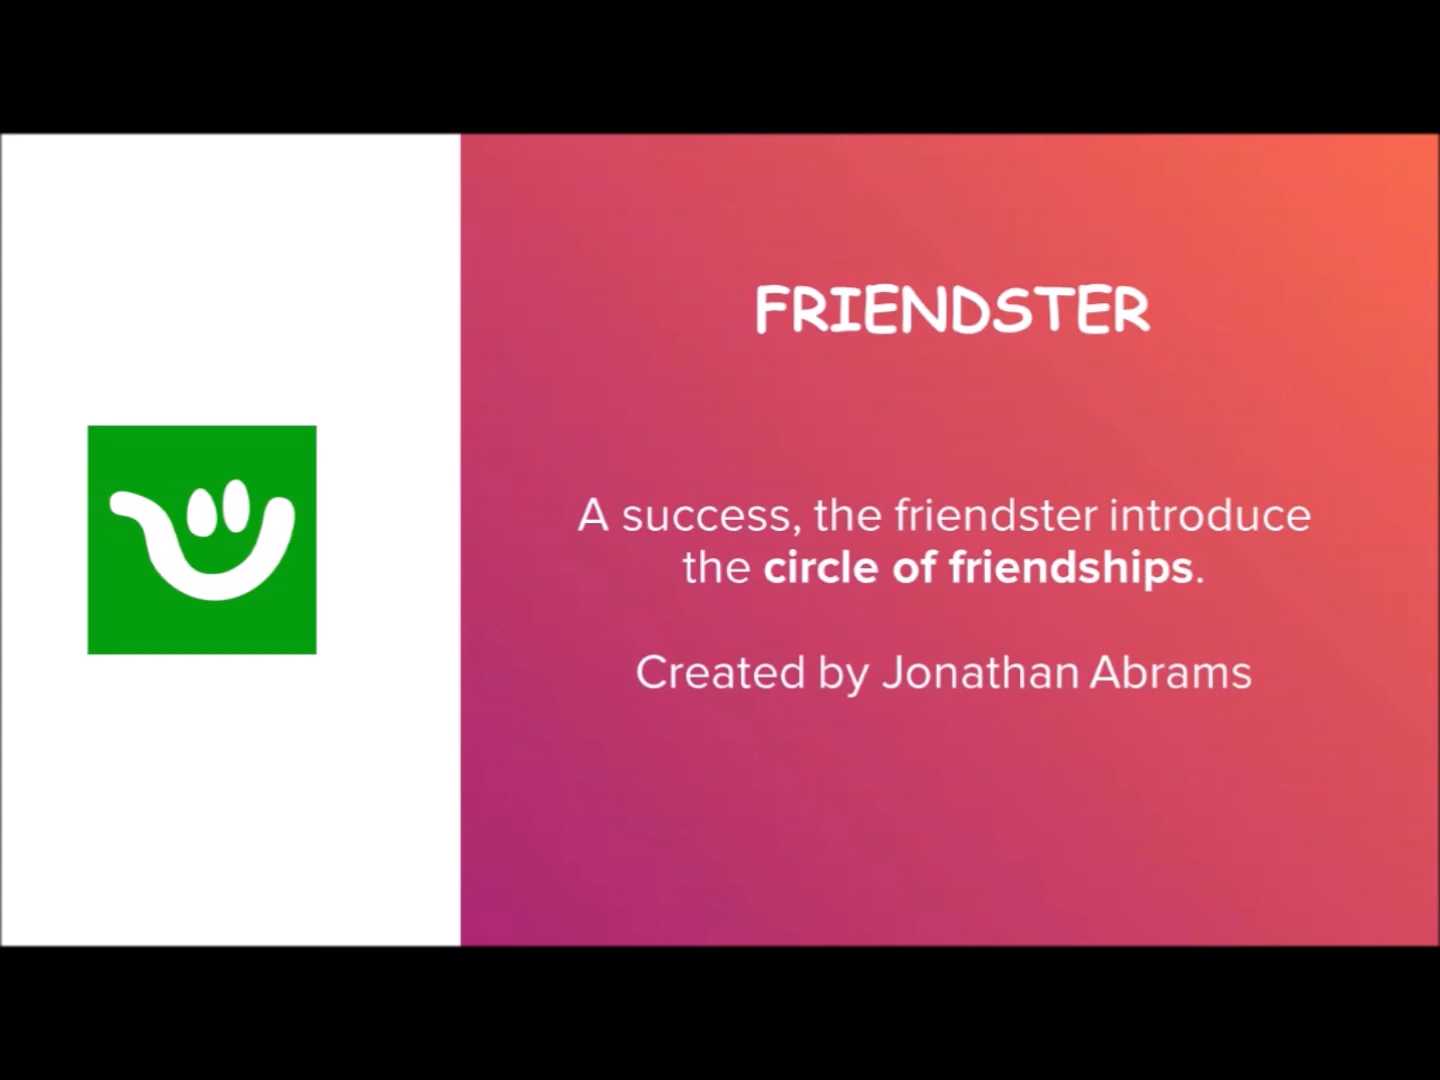 FRIENDSTER
A success, the friendster introduce
the circle of friendships.
Created by Jonathan Abrams